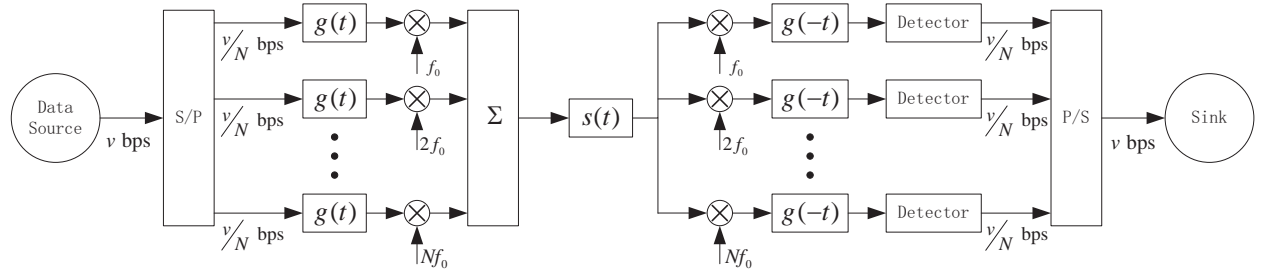 Data
Source
v bps
S/P
v/N bps
g(t)
f₀
v/N bps
g(t)
2f₀
v/N bps
g(t)
Nf₀
Σ
s(t)
f₀
g(−t)
Detector
v/N bps
2f₀
g(−t)
Detector
v/N bps
Nf₀
g(−t)
Detector
v/N bps
P/S
v bps
Sink